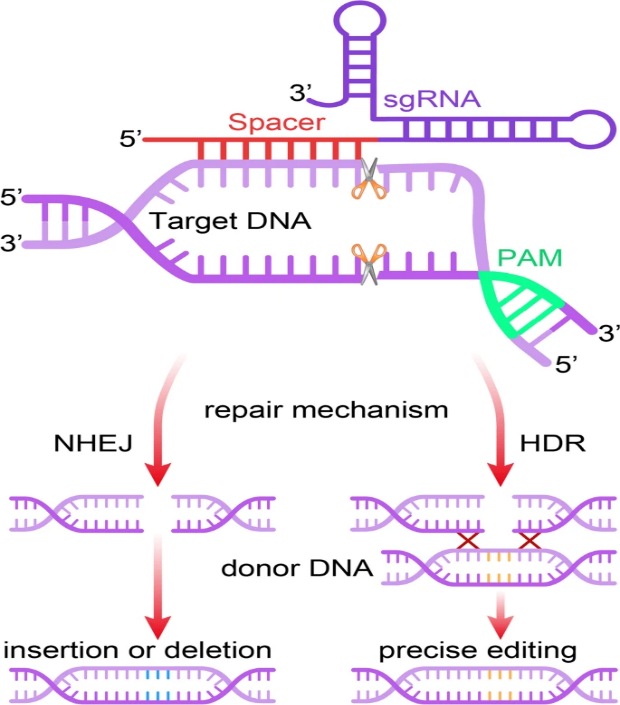 3’
sgRNA
Spacer
5’
5’
Target DNA
3’
PAM
3’
5’
repair mechanism
NHEJ
HDR
donor DNA
insertion or deletion
precise editing